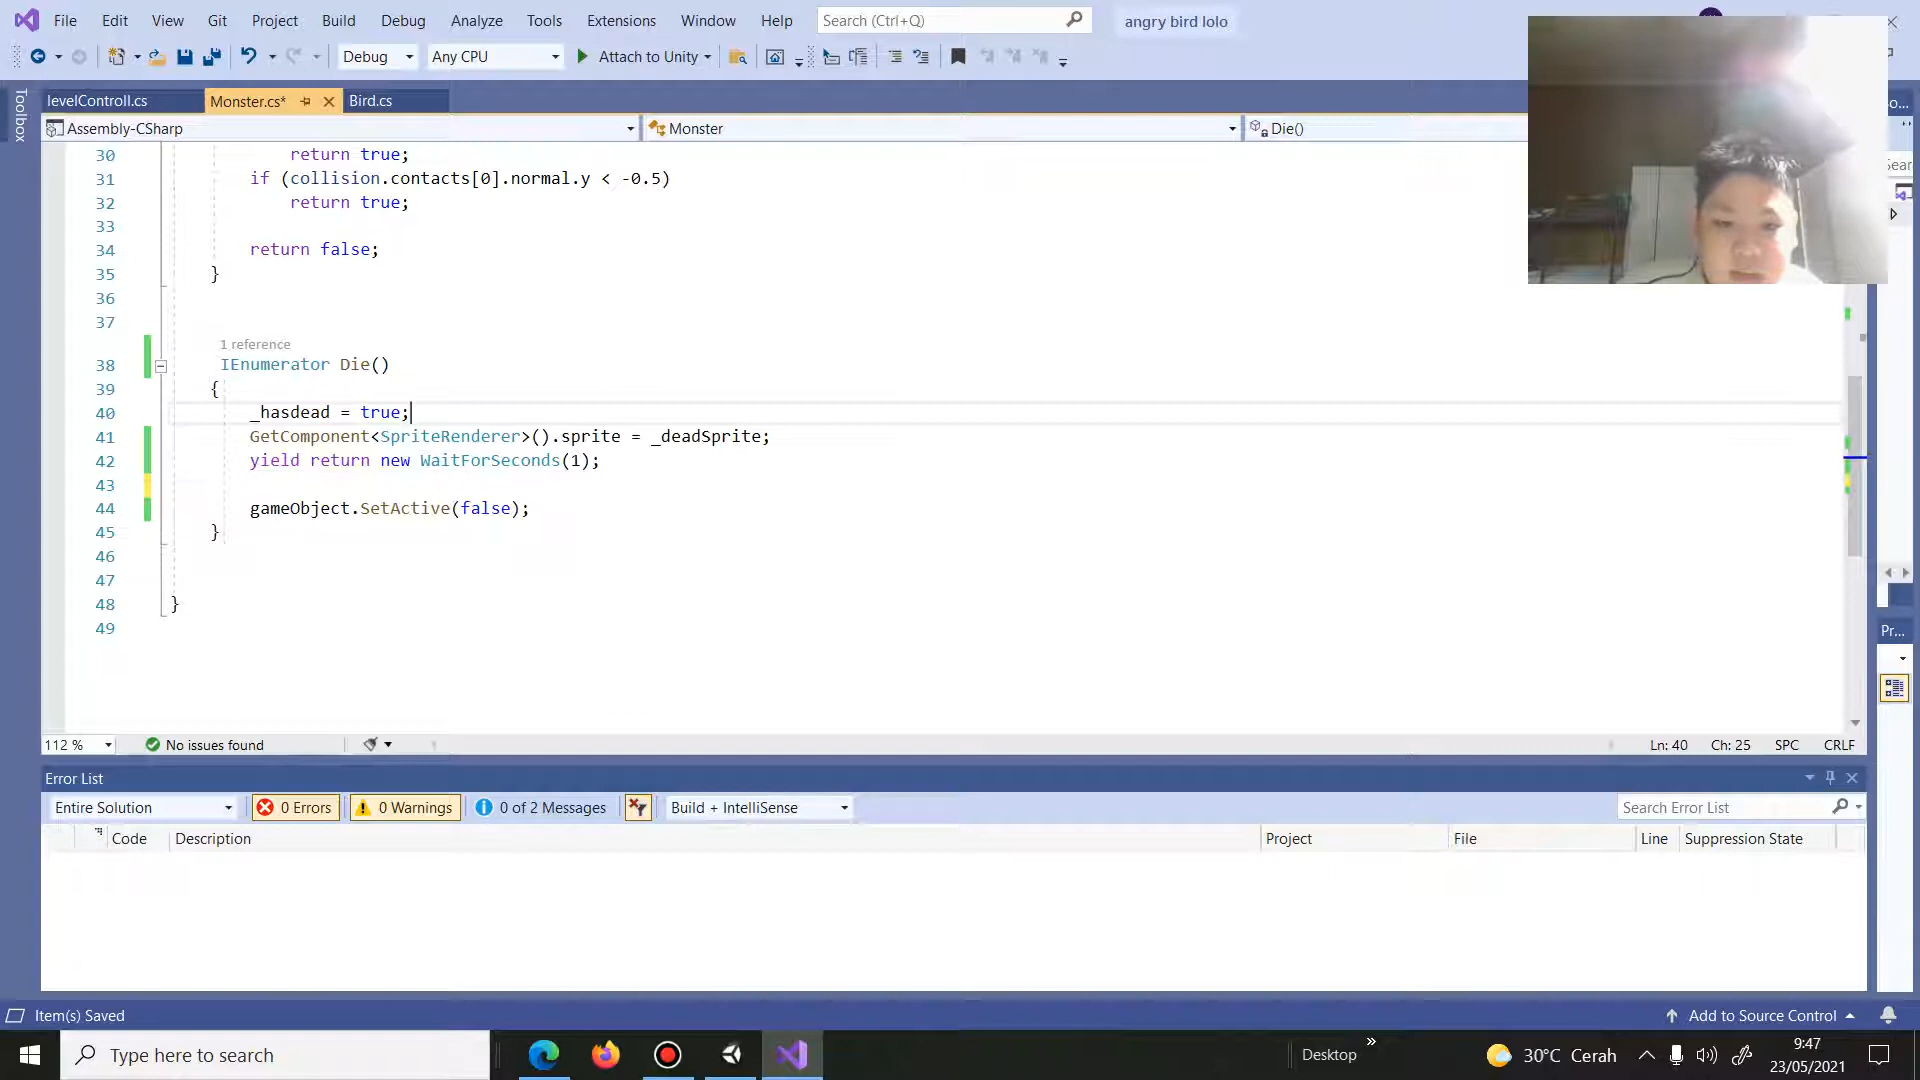 File Edit View Git Project Build Debug Test Analyze Tools Extensions Window Help Search (Ctrl+Q) angry bird lolo
Debug Any CPU Attach to Unity
Toolbox
levelControll.cs Monster.cs* Bird.cs
Assembly-CSharp Monster Die()
30 return true;
31 if (collision.contacts[0].normal.y < -0.5)
32 return true;
33
34 return false;
35 }
36
37
1 reference
38 IEnumerator Die()
39 {
40 _hasdead = true;
41 GetComponent<SpriteRenderer>().sprite = _deadSprite;
42 yield return new WaitForSeconds(1);
43
44 gameObject.SetActive(false);
45 }
46
47
48 }
49
Pr...
112 % No issues found Ln: 40 Ch: 25 SPC CRLF
Error List
Entire Solution 0 Errors 0 Warnings 0 of 2 Messages Build + IntelliSense Search Error List
Code Description Project File Line Suppression State
Item(s) Saved Add to Source Control
Type here to search Desktop 30°C Cerah 9:47
23/05/2021